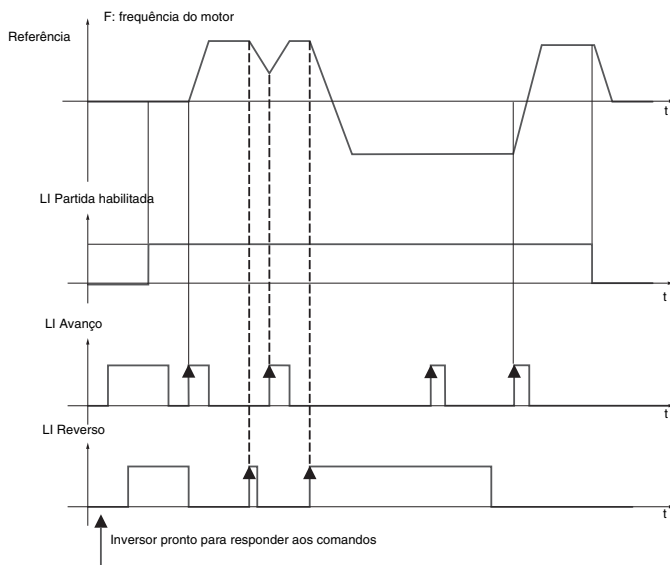 F: frequência do motor
Referência
t
LI Partida habilitada
t
LI Avanço
t
LI Reverso
t
Inversor pronto para responder aos comandos